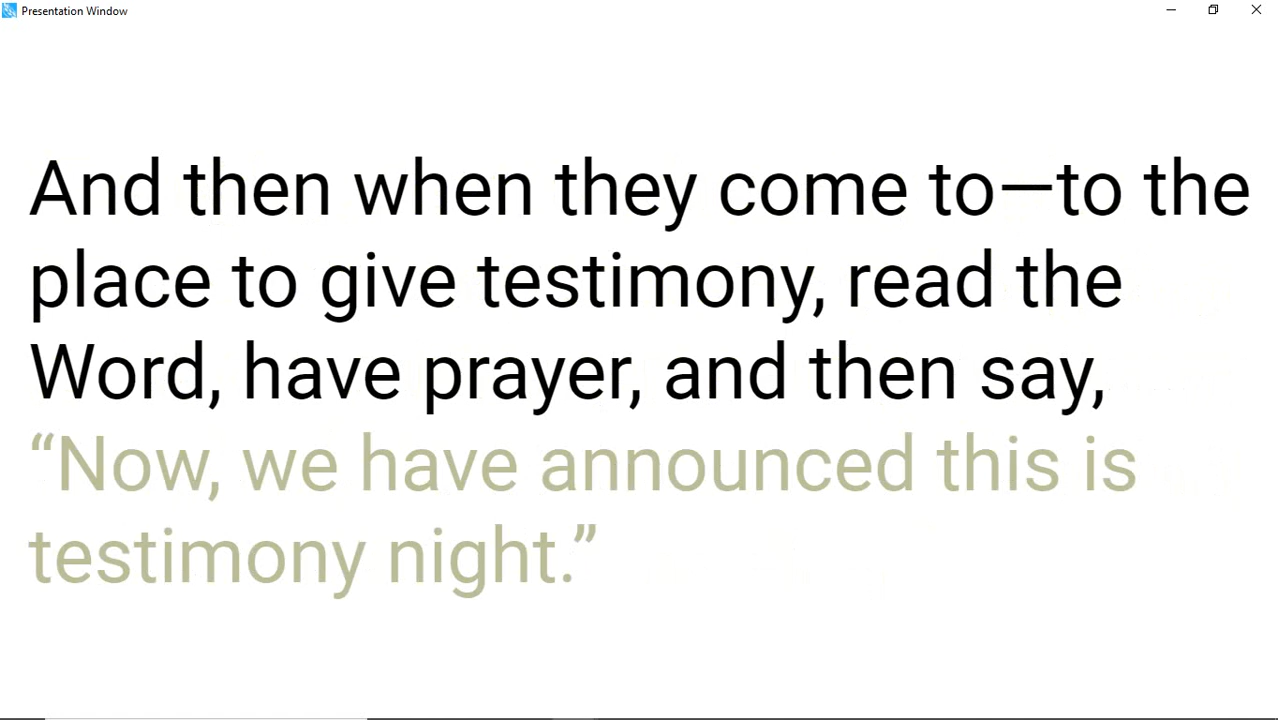 Presentation Window
And then when they come to—to the
place to give testimony, read the
Word, have prayer, and then say,
“Now, we have announced this is
testimony night.”